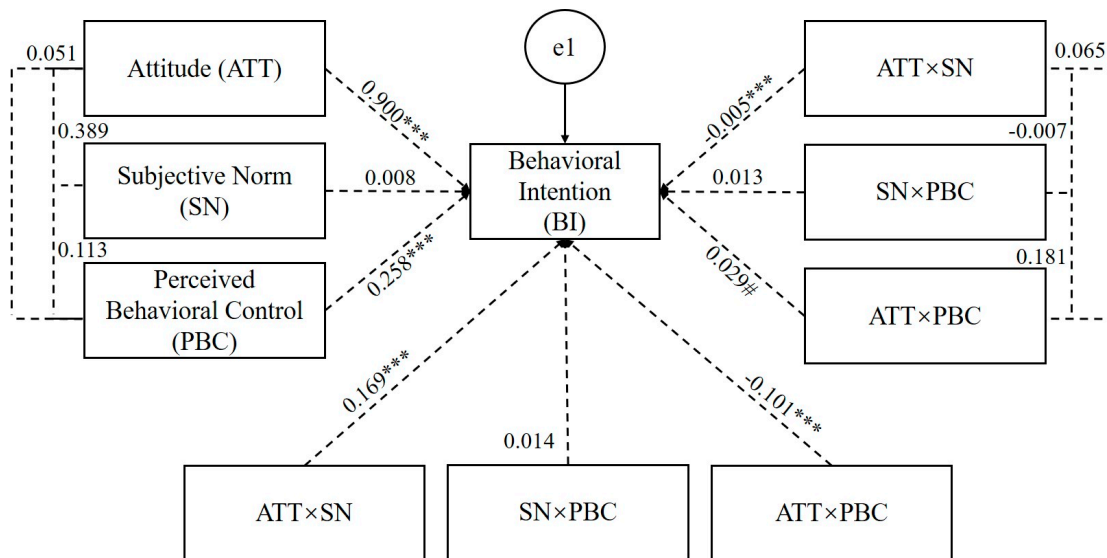 0.051
Attitude (ATT)
0.900***
e1
-0.005***
ATT×SN
0.065
0.389
-0.007
Subjective Norm
(SN)
0.008
Behavioral
Intention
(BI)
0.013
SN×PBC
0.113
0.181
Perceived
Behavioral Control
(PBC)
0.258***
0.029#
ATT×PBC
0.169***
0.014
-0.101***
ATT×SN
SN×PBC
ATT×PBC